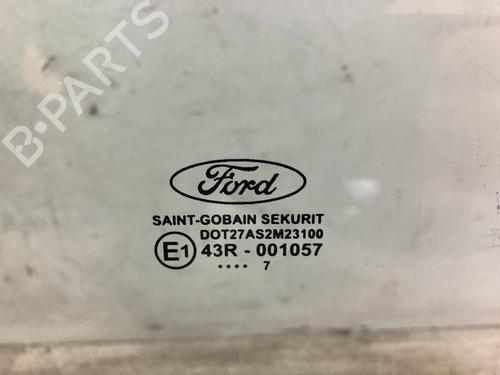 B-PARTS
Ford
SAINT-GOBAIN SEKURIT
DOT27AS2M23100
E1 43R - 001057
.... 7